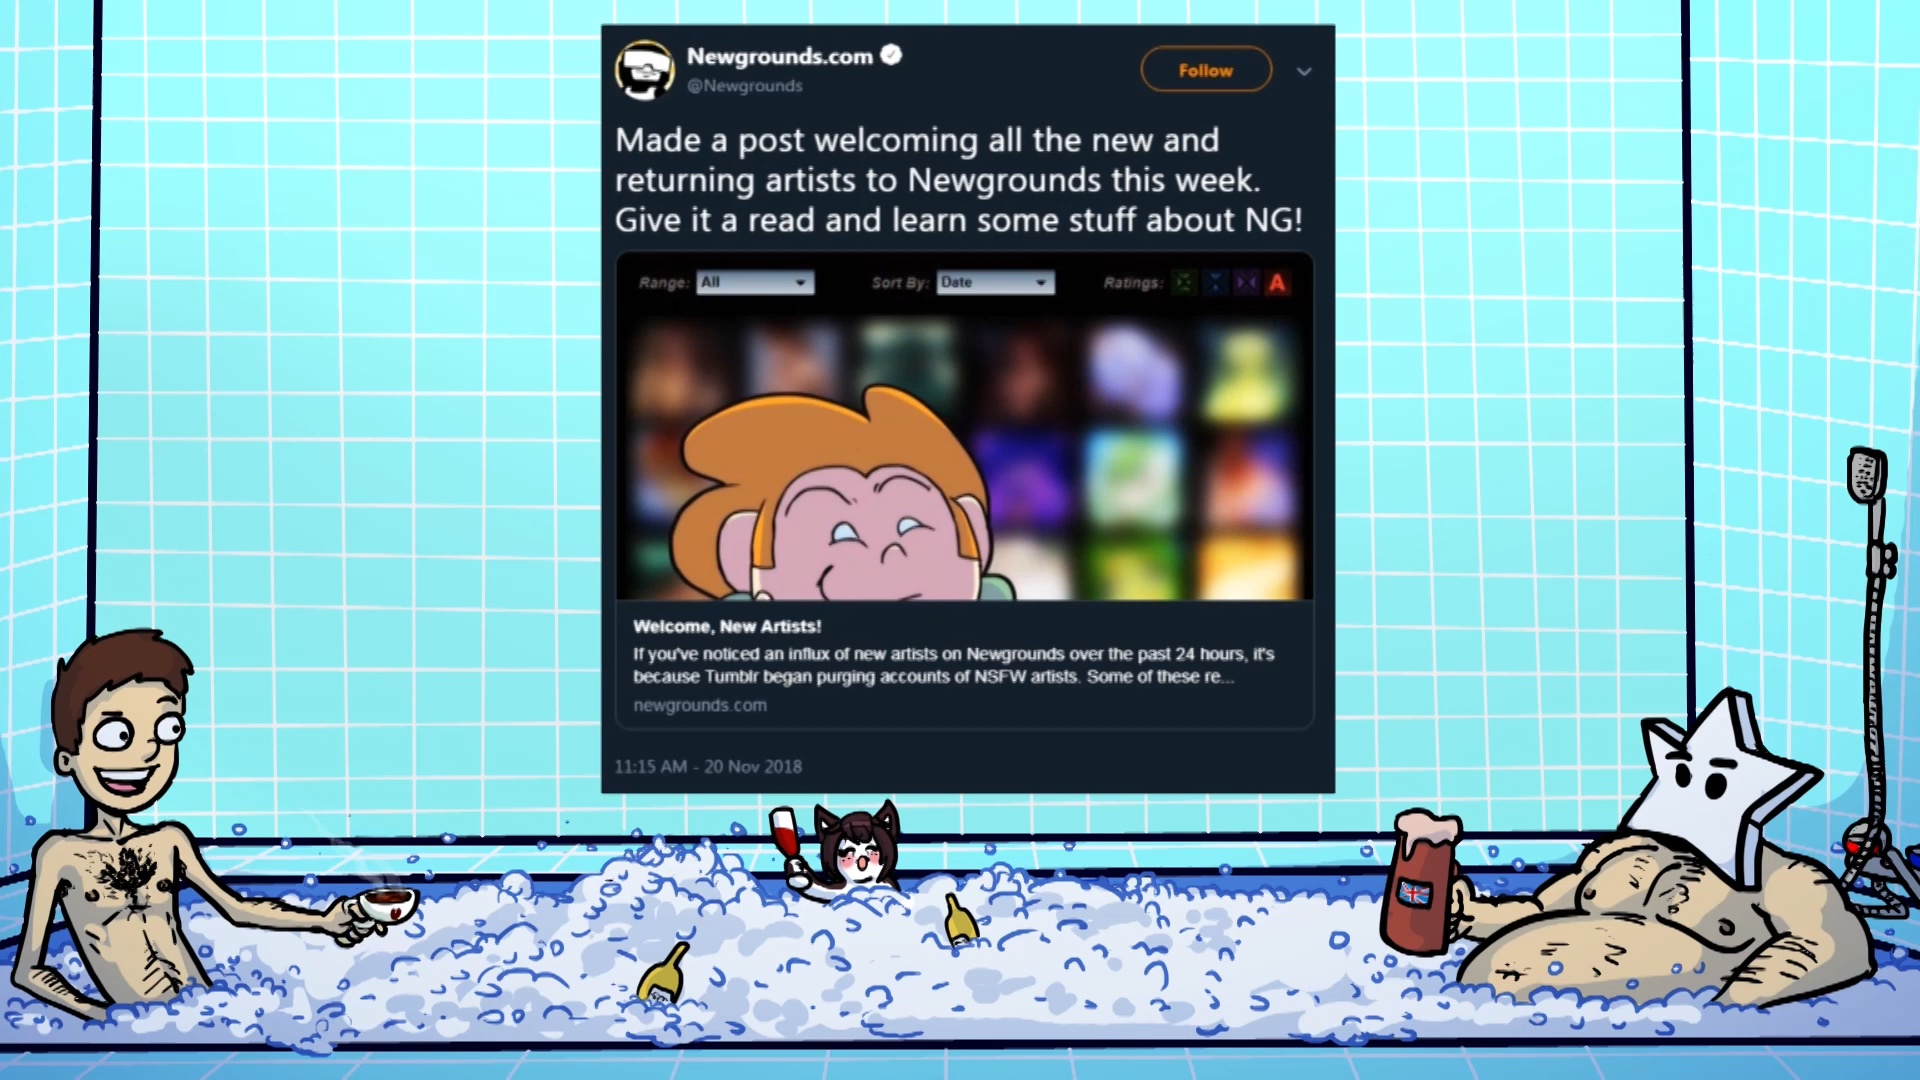 Newgrounds.com
@Newgrounds
Follow
Made a post welcoming all the new and
returning artists to Newgrounds this week.
Give it a read and learn some stuff about NG!
Range: All Sort By: Date Ratings: A
Welcome, New Artists!
If you've noticed an influx of new artists on Newgrounds over the past 24 hours, it's
because Tumblr began purging accounts of NSFW artists. Some of these re...
newgrounds.com
11:15 AM - 20 Nov 2018